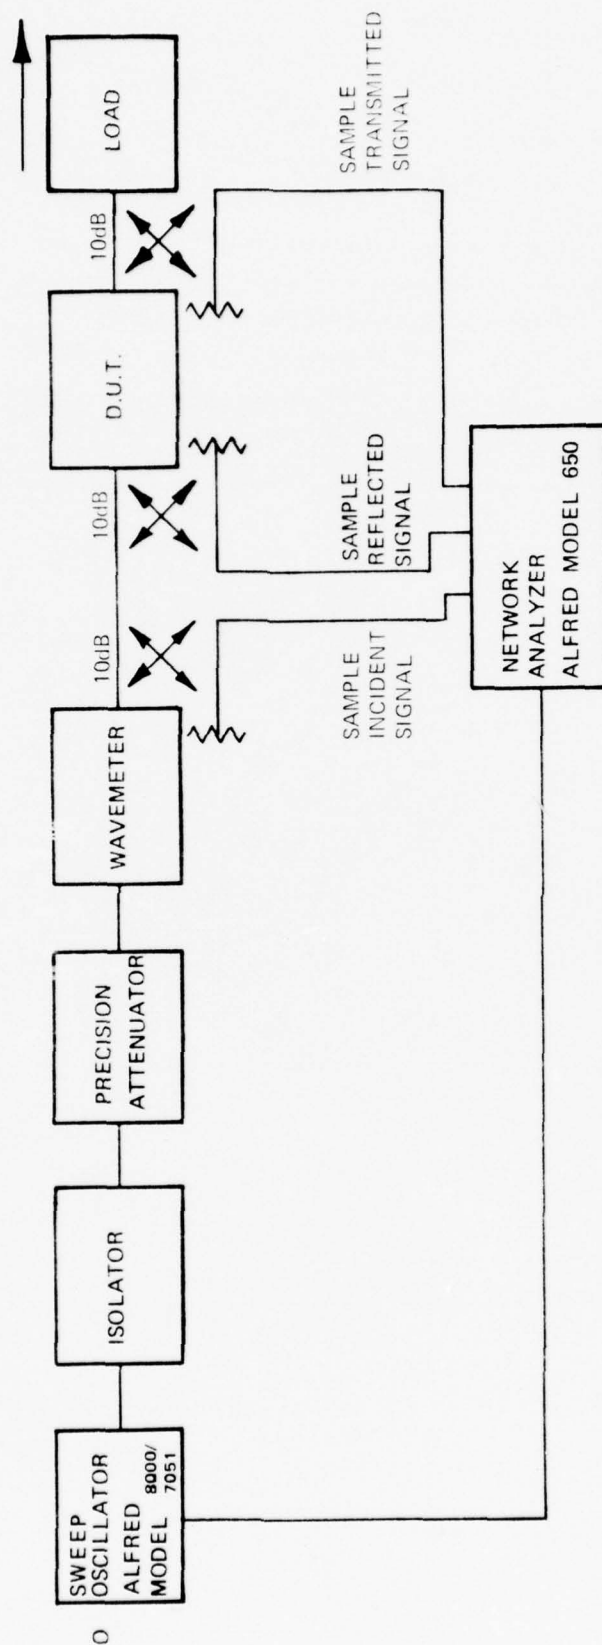 SWEEP
OSCILLATOR
ALFRED
MODEL 8000/
7051
ISOLATOR
PRECISION
ATTENUATOR
WAVEMETER
10dB
10dB
D.U.T.
10dB
LOAD
SAMPLE
INCIDENT
SIGNAL
SAMPLE
REFLECTED
SIGNAL
SAMPLE
TRANSMITTED
SIGNAL
NETWORK
ANALYZER
ALFRED MODEL 650
O